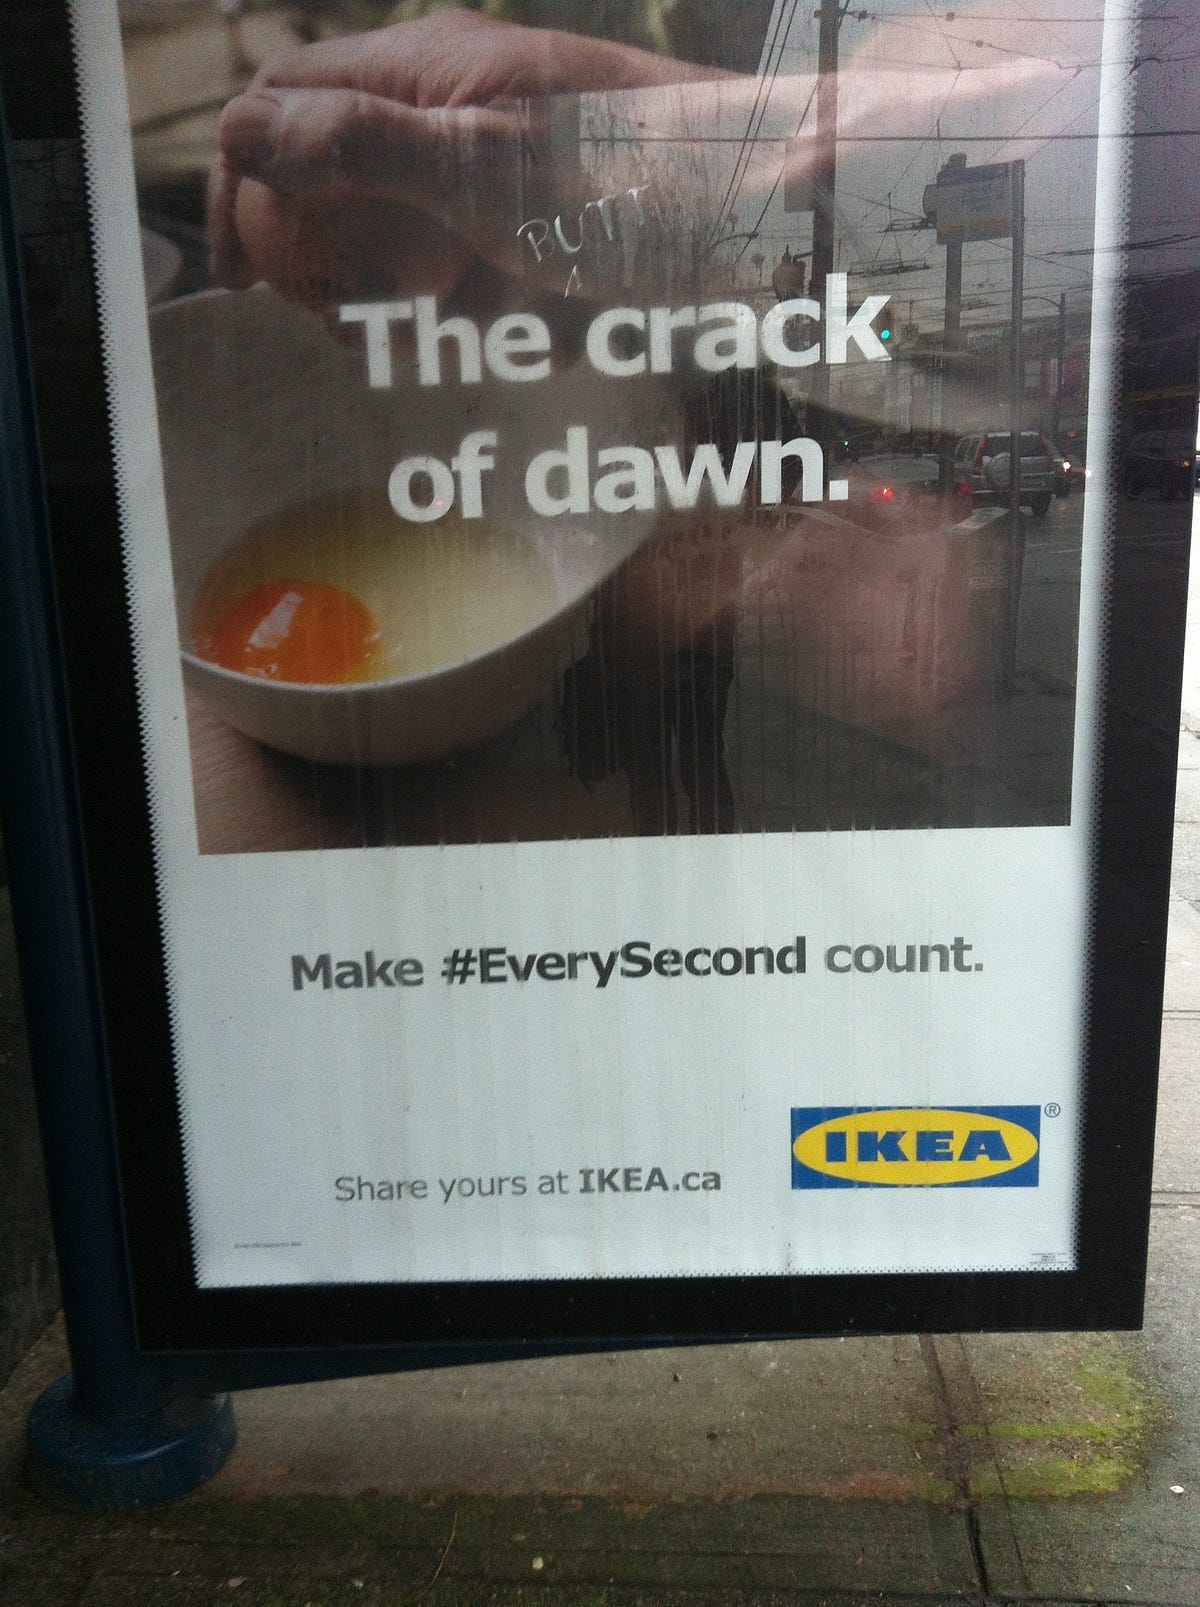 BUTT
^
The crack
of dawn.
Make #EverySecond count.
IKEA®
Share yours at IKEA.ca